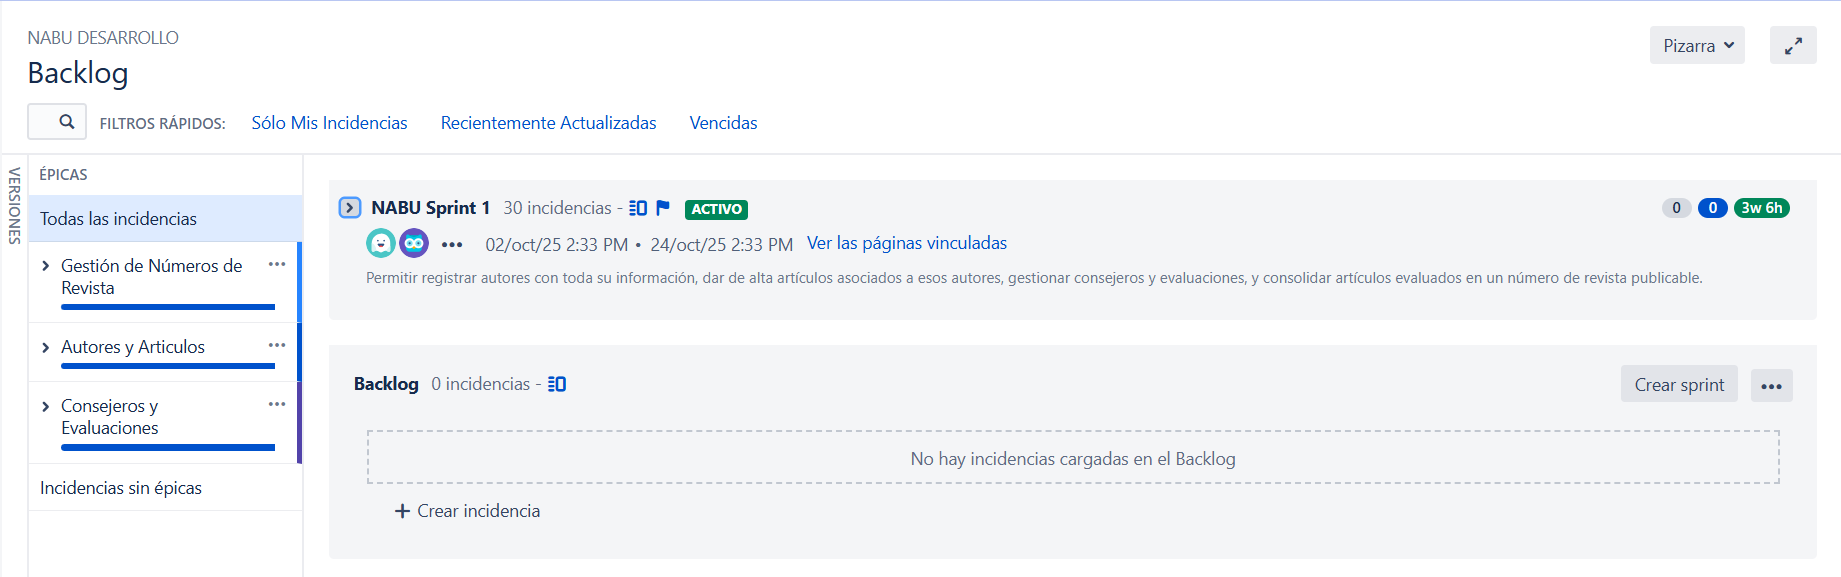 NABU DESARROLLO
Backlog
Pizarra
FILTROS RÁPIDOS: Sólo Mis Incidencias Recientemente Actualizadas Vencidas
VERSIONES
ÉPICAS
Todas las incidencias
Gestión de Números de
Revista
Autores y Articulos
Consejeros y
Evaluaciones
Incidencias sin épicas
NABU Sprint 1 30 incidencias - ACTIVO 0 0 3w 6h
02/oct/25 2:33 PM • 24/oct/25 2:33 PM Ver las páginas vinculadas
Permitir registrar autores con toda su información, dar de alta artículos asociados a esos autores, gestionar consejeros y evaluaciones, y consolidar artículos evaluados en un número de revista publicable.
Backlog 0 incidencias - Crear sprint
No hay incidencias cargadas en el Backlog
+ Crear incidencia